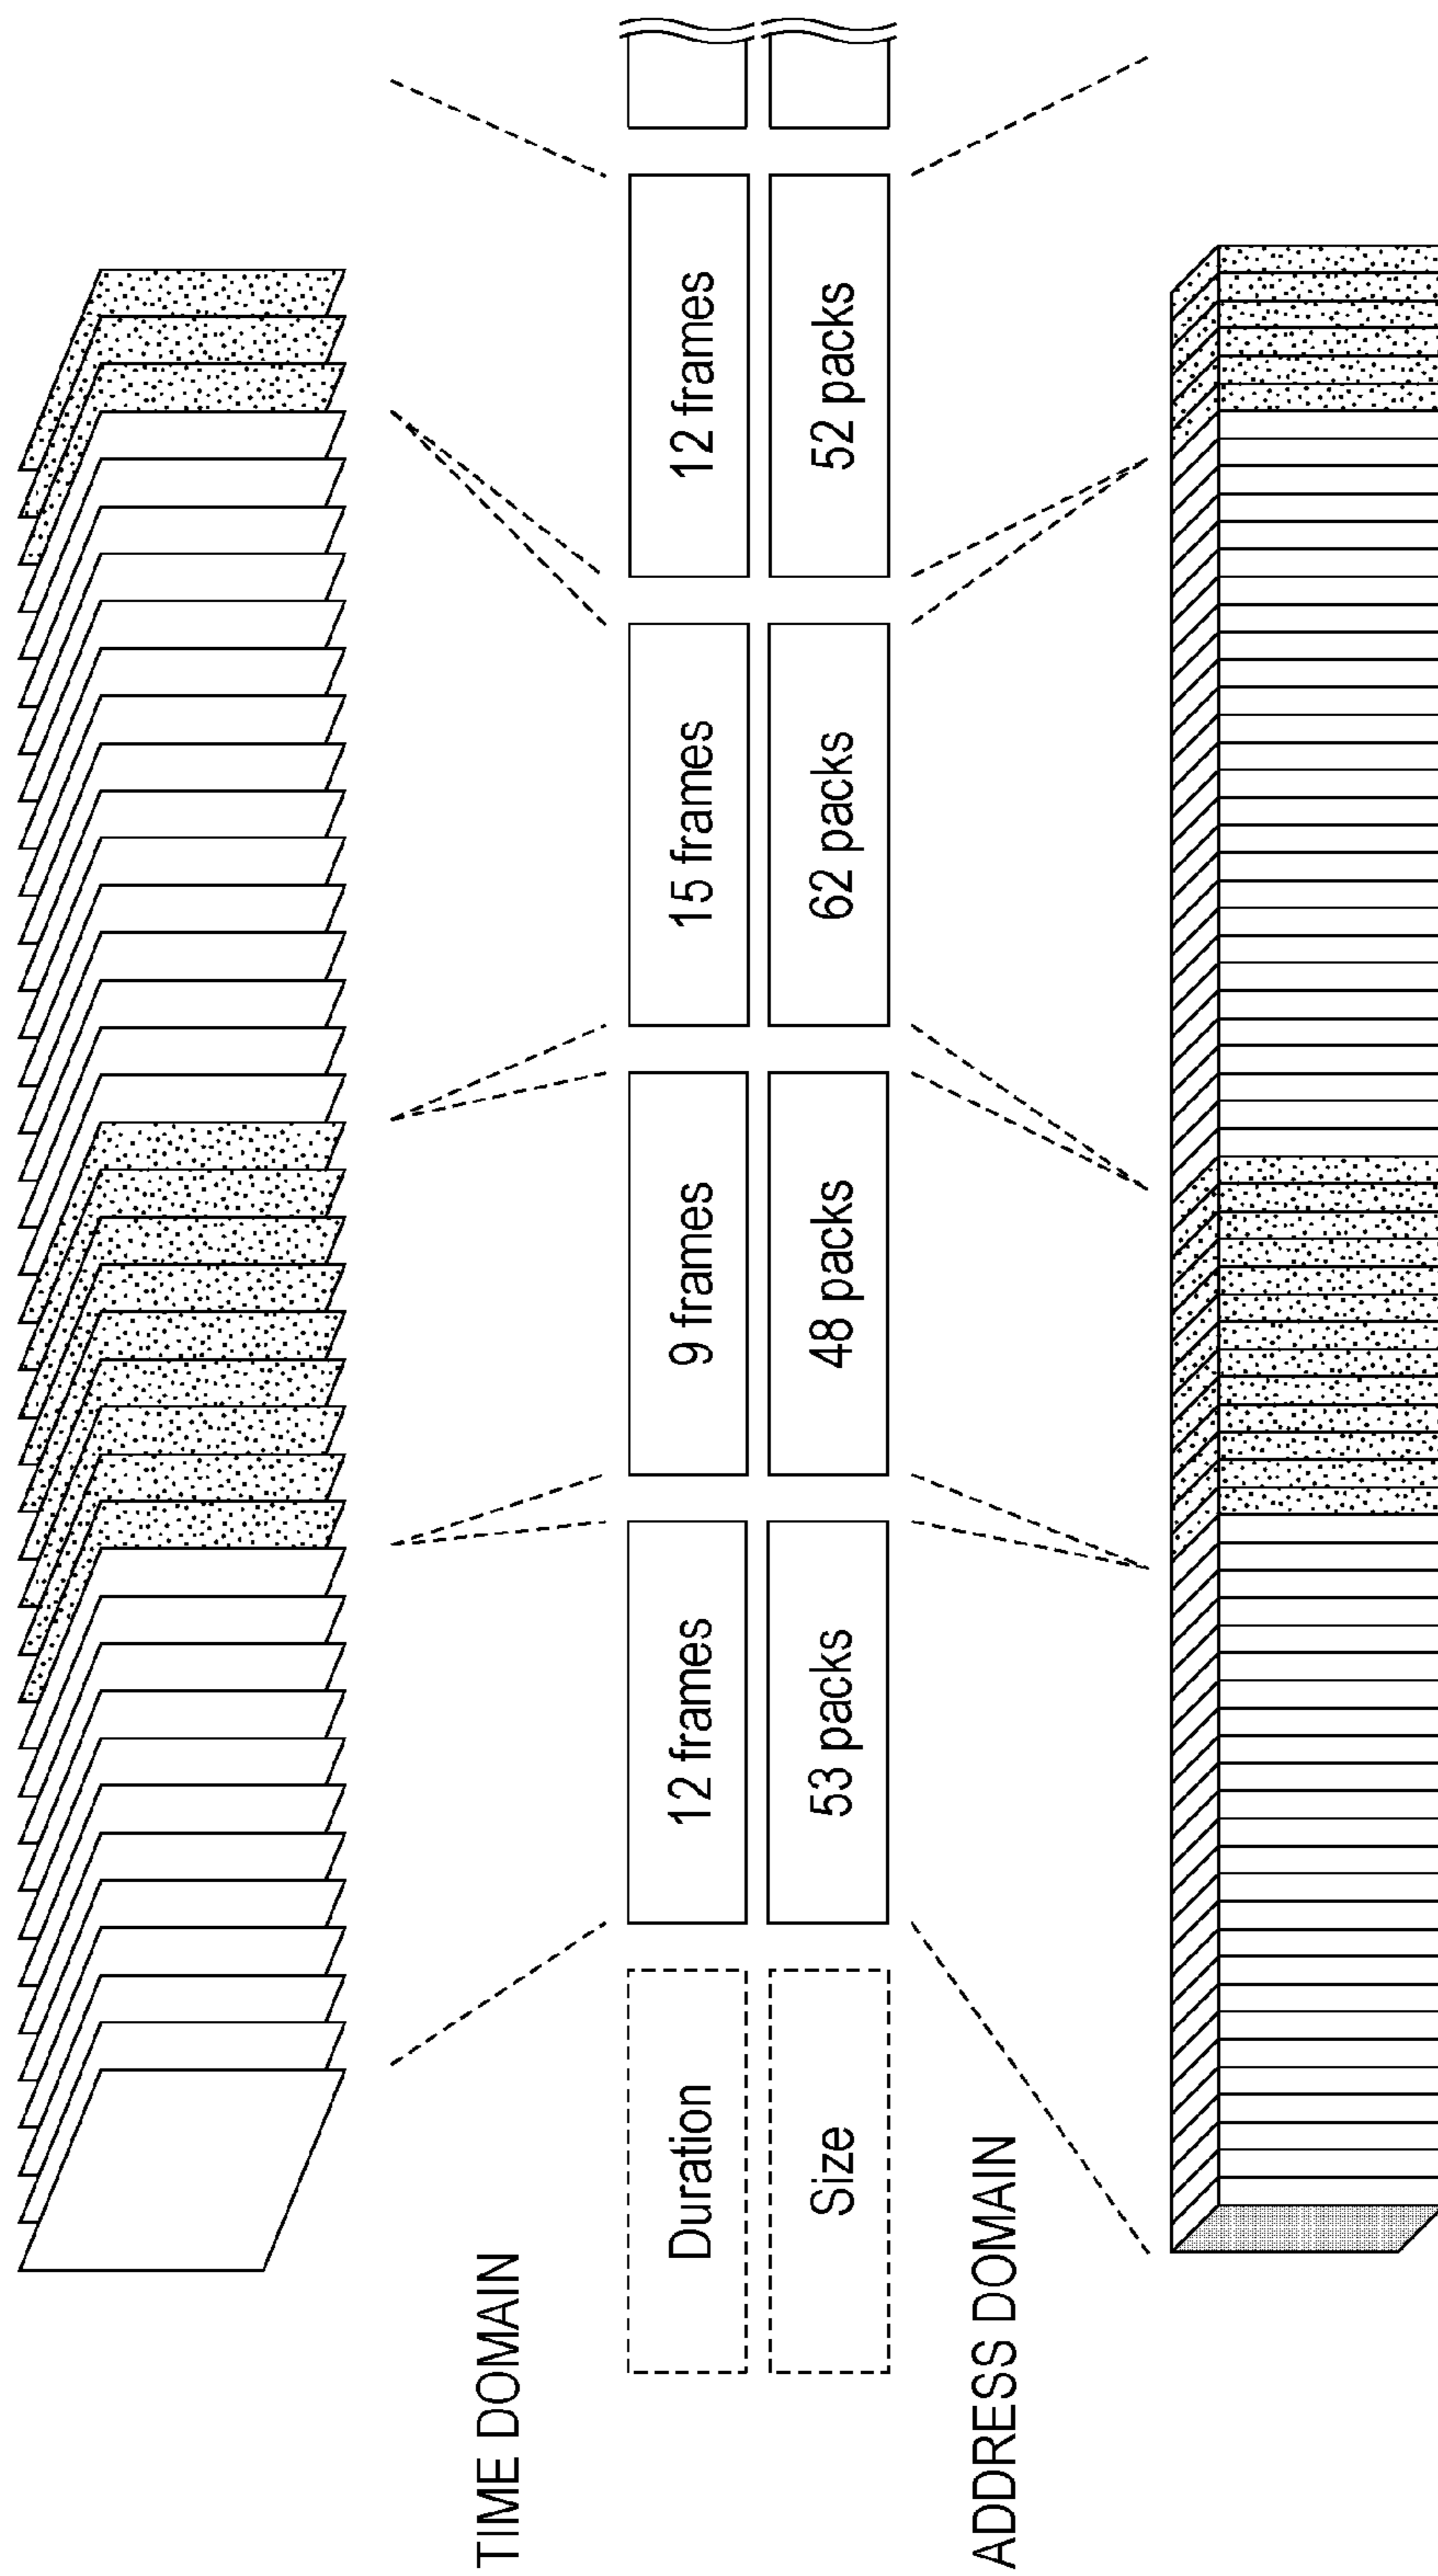 TIME DOMAIN
Duration
12 frames
9 frames
15 frames
12 frames
Size
53 packs
48 packs
62 packs
52 packs
ADDRESS DOMAIN